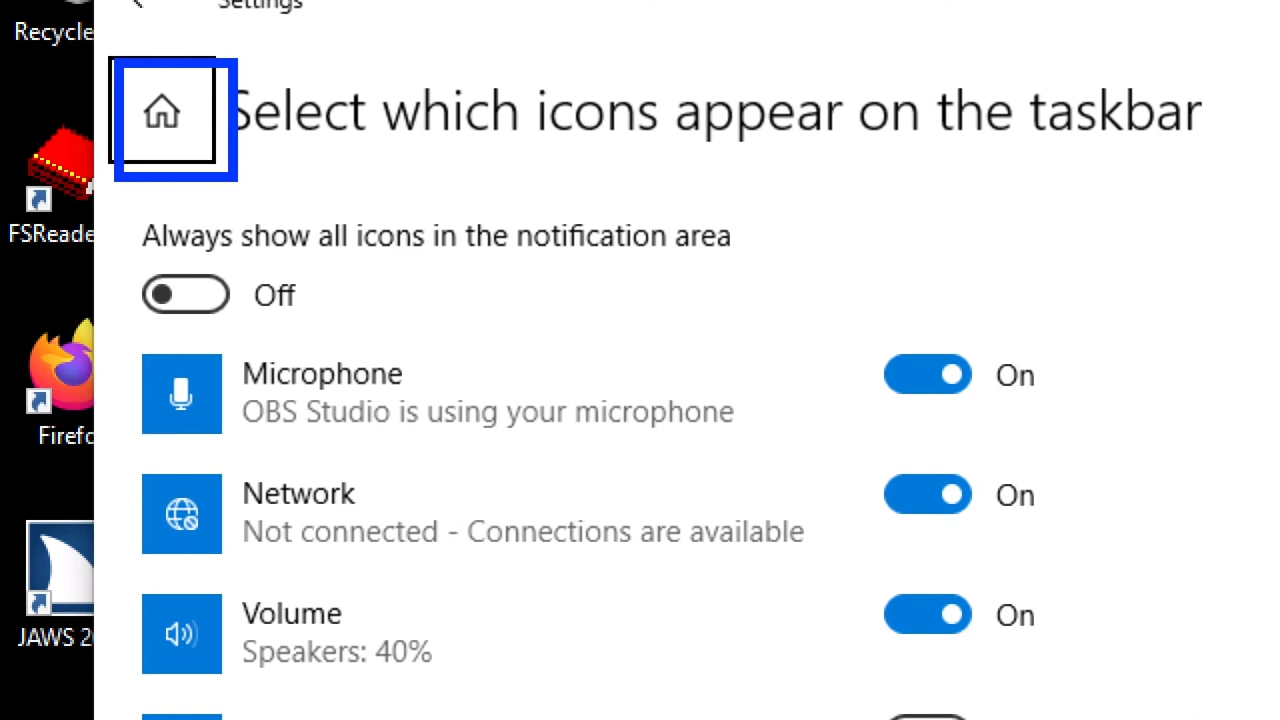 Settings
Recycle
Select which icons appear on the taskbar
FSReade
Always show all icons in the notification area
Off
Microphone
On
OBS Studio is using your microphone
Firefo
Network
On
Not connected - Connections are available
Volume
On
JAWS 20
Speakers: 40%